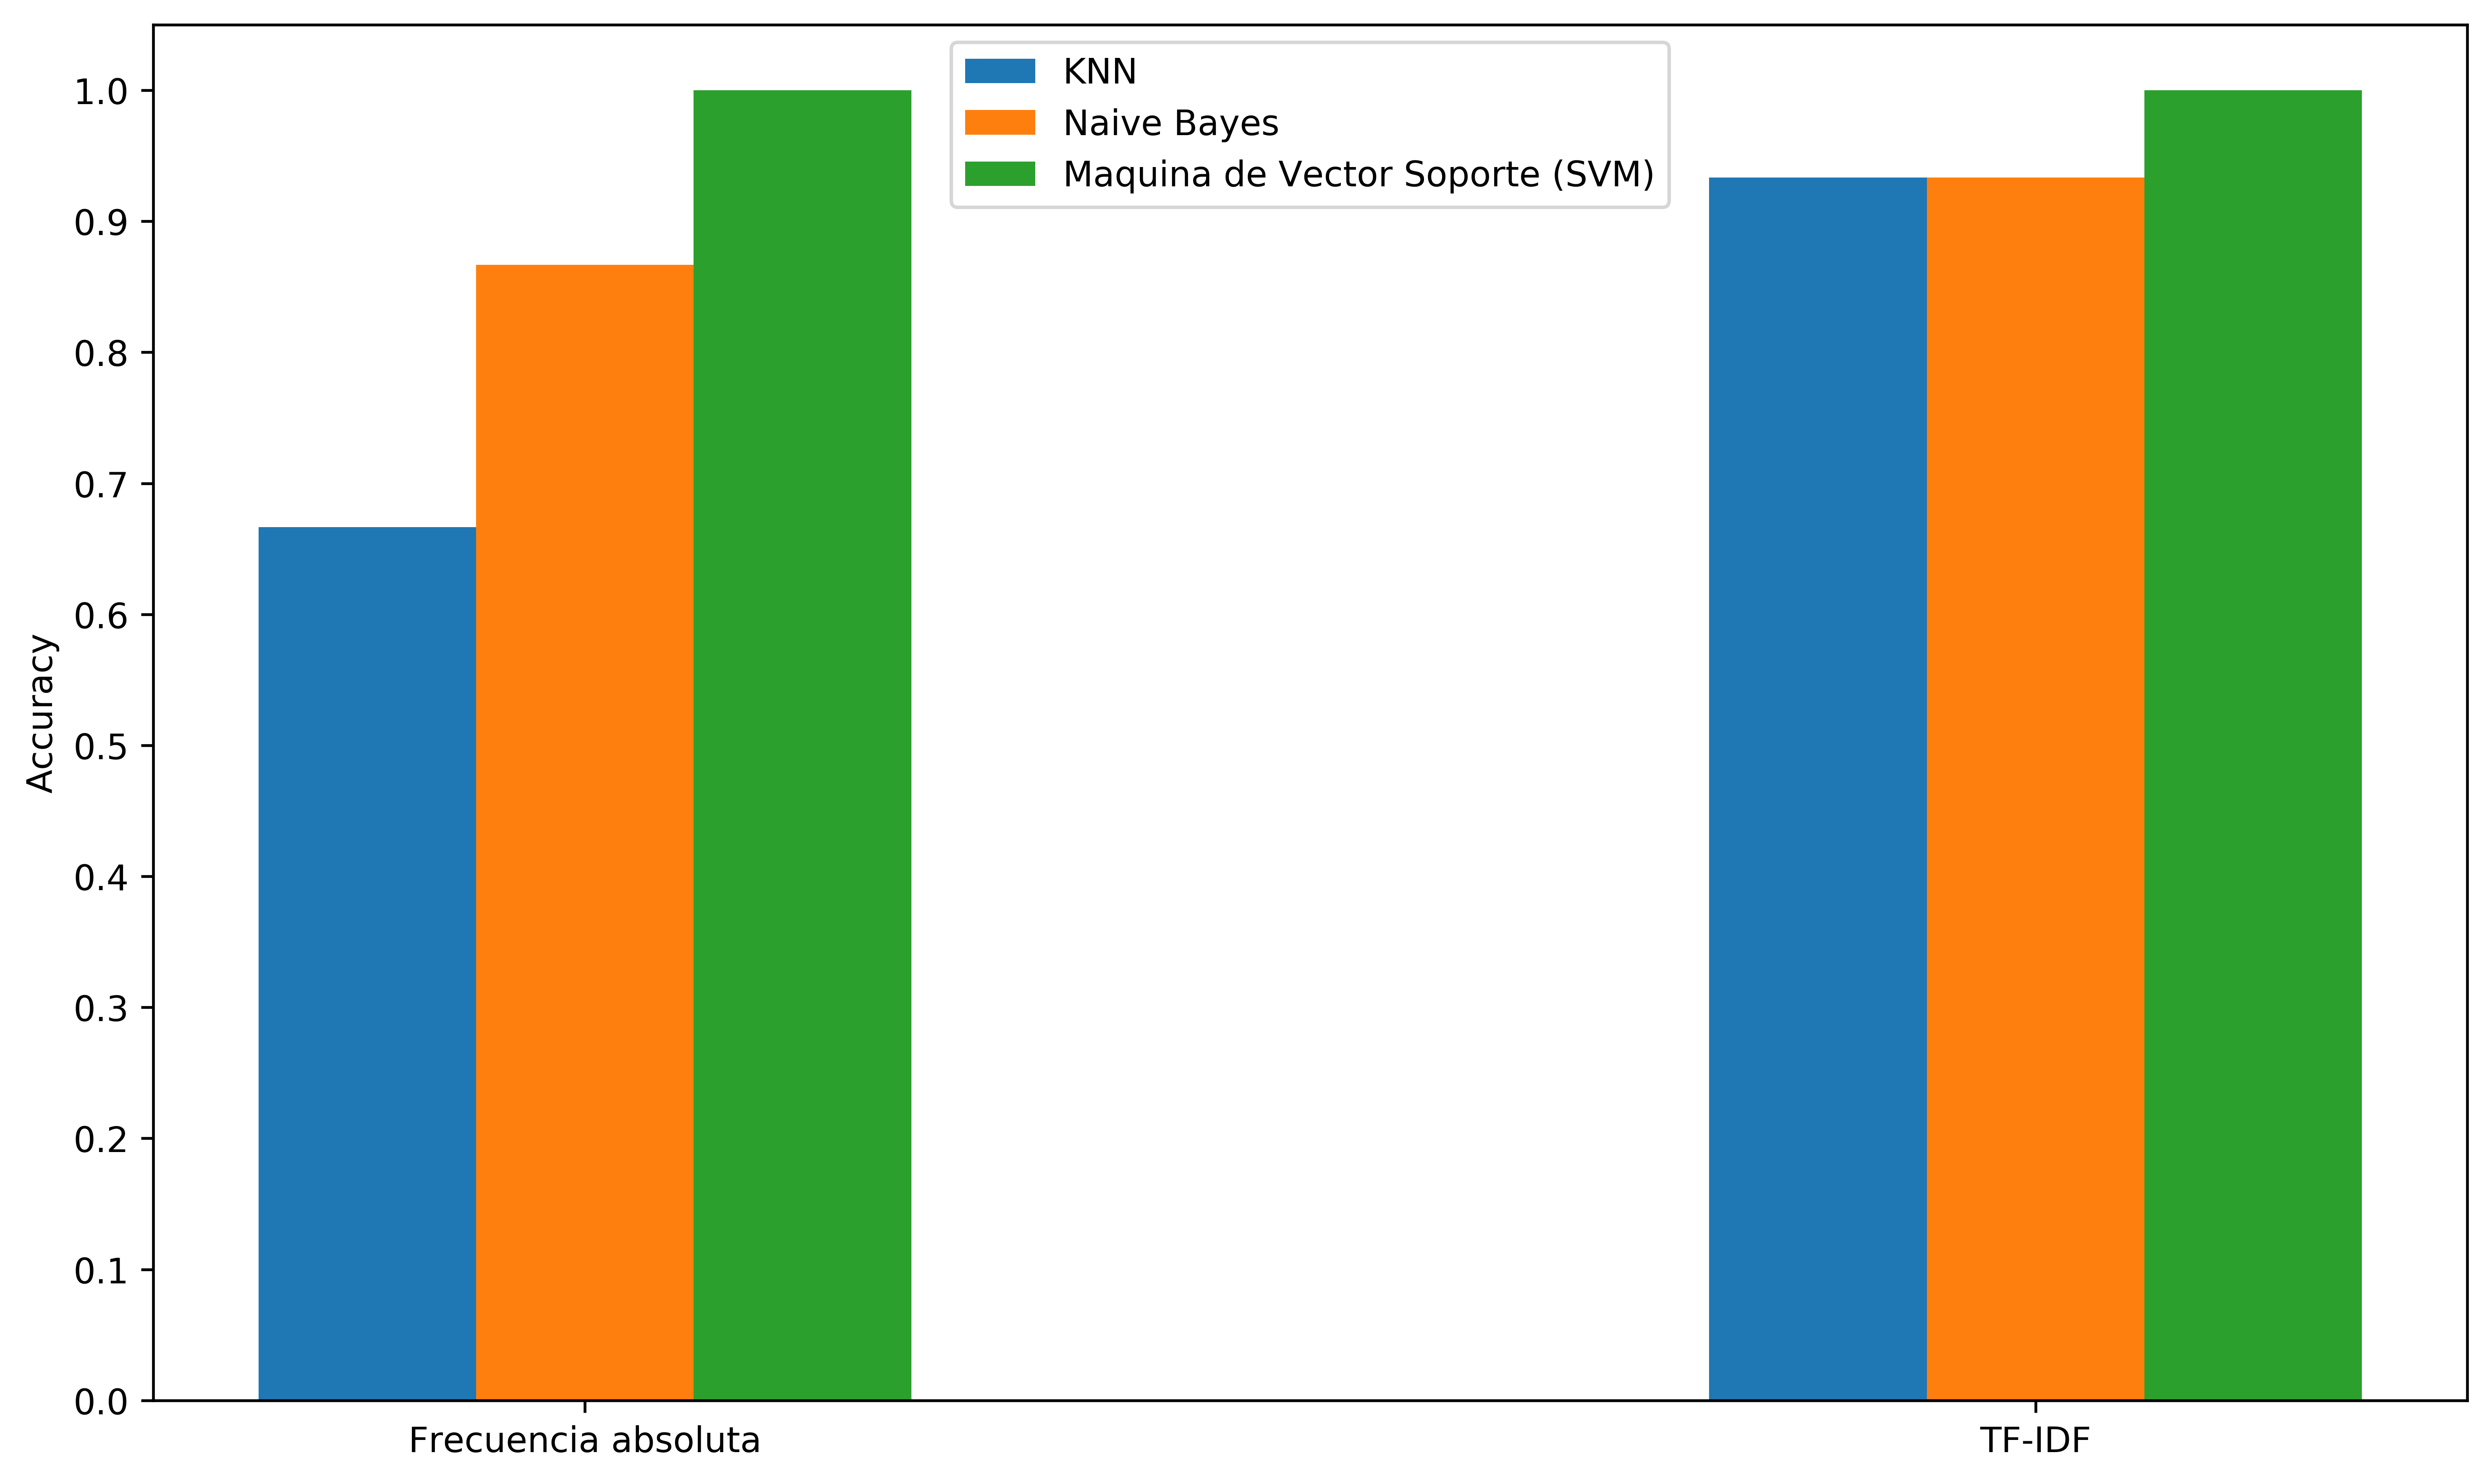 KNN
Naive Bayes
Maquina de Vector Soporte (SVM)
Accuracy
1.0
0.9
0.8
0.7
0.6
0.5
0.4
0.3
0.2
0.1
0.0
Frecuencia absoluta
TF-IDF